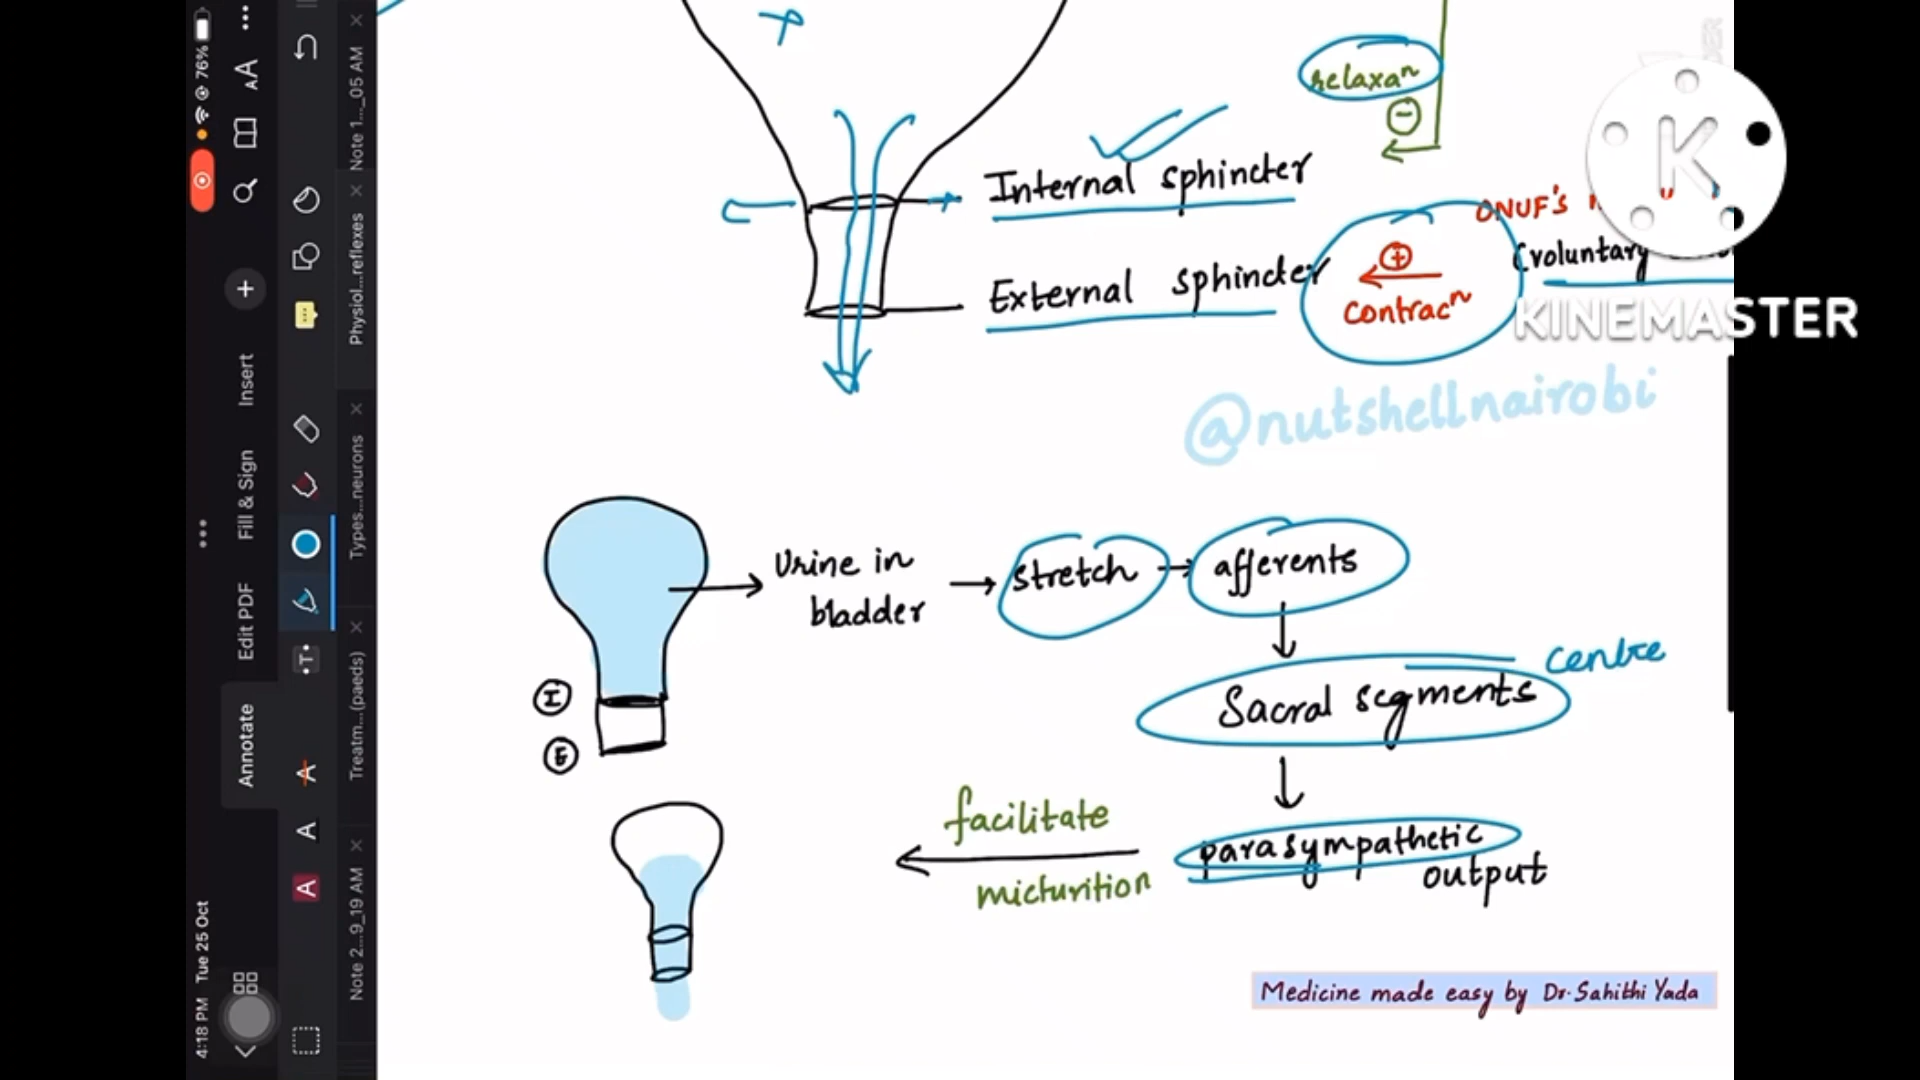 relaxaⁿ
-
Internal sphincter
ONUF's
+
(voluntary
External sphincter
contracⁿ
K
KINEMASTER
@nutshellnairobi
Urine in
bladder
stretch
afferents
centre
Sacral segments
I
E
parasympathetic
output
facilitate
micturition
Medicine made easy by Dr. Sahithi Yada
4:18 PM Tue 25 Oct
76%
Annotate
Edit PDF
Fill & Sign
Insert
AA
T
A
A
A
Note 2...9_19 AM
Treatm...(paeds)
Types...neurons
Physiol...reflexes
Note 1..._05 AM